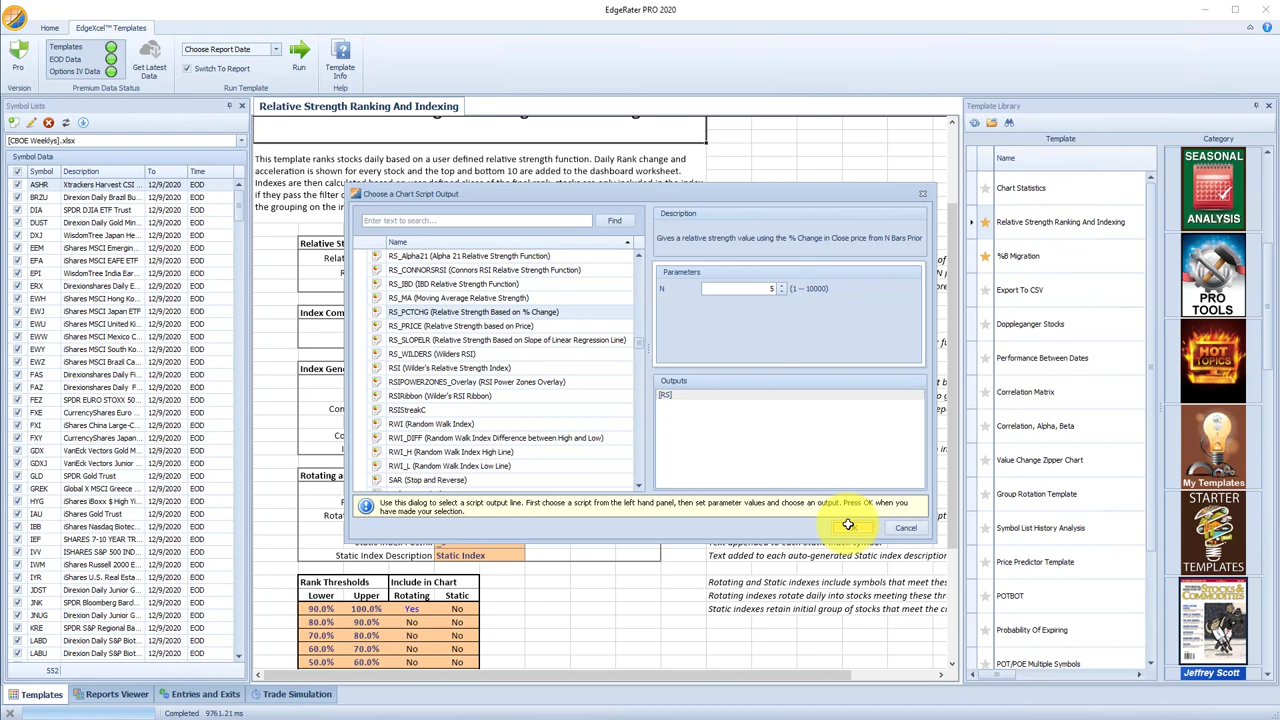 EdgeRater PRO 2020
Home
EdgeXcel™ Templates
Templates
EOD Data
Options IV Data
Pro
Get Latest
Data
Choose Report Date
Switch To Report
Run
Template
Info
Version
Premium Data Status
Run Template
Help
Symbol Lists
[CBOE Weeklys].xlsx
Symbol Data
Symbol Description To Time
ASHR Xtrackers Harvest CSI ... 12/9/2020 EOD
BRZU Direxion Daily Brazil Bu... 12/9/2020 EOD
DIA SPDR DJIA ETF Trust 12/9/2020 EOD
DUST Direxion Daily Gold Min... 12/9/2020 EOD
DXJ WisdomTree Japan He... 12/9/2020 EOD
EEM iShares MSCI Emergin... 12/9/2020 EOD
EFA iShares MSCI EAFE ETF 12/9/2020 EOD
EPI WisdomTree India Ear... 12/9/2020 EOD
ERX Direxion Daily Energy ... 12/9/2020 EOD
EWH iShares MSCI Hong Ko... 12/9/2020 EOD
EWJ iShares MSCI Japan ETF 12/9/2020 EOD
EWU iShares MSCI United Ki... 12/9/2020 EOD
EWW iShares MSCI Mexico C... 12/9/2020 EOD
EWY iShares MSCI South Ko... 12/9/2020 EOD
EWZ iShares MSCI Brazil Ca... 12/9/2020 EOD
FAZ Direxionshares Daily F... 12/9/2020 EOD
FEZ SPDR EURO STOXX 50... 12/9/2020 EOD
FXE CurrencyShares Euro ... 12/9/2020 EOD
FXI iShares China Large-C... 12/9/2020 EOD
FXY CurrencyShares Japan... 12/9/2020 EOD
GDX VanEck Vectors Gold M... 12/9/2020 EOD
GDXJ VanEck Vectors Junior ... 12/9/2020 EOD
GLD SPDR Gold Trust 12/9/2020 EOD
GREK Global X MSCI Greece ... 12/9/2020 EOD
HYG iShares iBoxx $ High Y... 12/9/2020 EOD
IAU iShares Gold Trust 12/9/2020 EOD
IBB iShares NASDAQ Biote... 12/9/2020 EOD
IEF iSHARES 7-10 YEAR T... 12/9/2020 EOD
IVV ISHARES S&P 500 IND... 12/9/2020 EOD
IWM iShares Russell 2000 E... 12/9/2020 EOD
IYR iShares U.S. Real Esta... 12/9/2020 EOD
JDST Direxion Daily Junior G... 12/9/2020 EOD
JNK SPDR Bloomberg Barcl... 12/9/2020 EOD
JNUG Direxion Daily Junior G... 12/9/2020 EOD
KRE SPDR S&P Regional Ba... 12/9/2020 EOD
LABD Direxion Daily S&P Biot... 12/9/2020 EOD
LABU Direxion Daily S&P Biot... 12/9/2020 EOD
552
Relative Strength Ranking And Indexing
This template ranks stocks daily based on a user defined relative strength function. Daily Rank change and
acceleration is shown for every stock and the top and bottom 10 are added to the dashboard worksheet.
Choose a Chart Script Output
Enter text to search...
Find
Name
RS_Alpha21 (Alpha 21 Relative Strength Function)
RS_CONNORSRSI (Connors RSI Relative Strength Function)
RS_IBD (IBD Relative Strength Function)
RS_MA (Moving Average Relative Strength)
RS_PCTCHG (Relative Strength Based on % Change)
RS_PRICE (Relative Strength based on Price)
RS_SLOPELR (Relative Strength Based on Slope of Linear Regression Line)
RS_WILDERS (Wilders RSI)
RSI (Wilder's Relative Strength Index)
RSIPOWERZONES_Overlay (RSI Power Zones Overlay)
RSIRibbon (Wilder's RSI Ribbon)
RSIStreakC
RWI (Random Walk Index)
RWI_DIFF (Random Walk Index Difference between High and Low)
RWI_H (Random Walk Index High Line)
RWI_L (Random Walk Index Low Line)
SAR (Stop and Reverse)
Description
Gives a relative strength value using the % Change in Close price from N Bars Prior
Parameters
N 5 (1 -- 10000)
Outputs
[RS]
Use this dialog to select a script output line. First choose a script from the left hand panel, then set parameter values and choose an output. Press OK when you
have made your selection.
Cancel
Static Index Description Static Index
Text added to each auto-generated Static index description
Rank Thresholds Include in Chart
Lower Upper Rotating Static
90.0% 100.0% Yes No
80.0% 90.0% No No
70.0% 80.0% No No
60.0% 70.0% No No
50.0% 60.0% No No
Rotating and Static indexes include symbols that meet the
Rotating indexes rotate daily into stocks meeting these thr
Static indexes retain initial group of stocks that meet the cr
Template Library
Template
Category
Name
Chart Statistics
Relative Strength Ranking And Indexing
%B Migration
Export To CSV
Doppleganger Stocks
Performance Between Dates
Correlation Matrix
Correlation, Alpha, Beta
Value Change Zipper Chart
Group Rotation Template
Symbol List History Analysis
Price Predictor Template
POTBOT
Probability Of Expiring
POT/POE Multiple Symbols
SEASONAL
ANALYSIS
PRO
TOOLS
HOT
TOPICS
My Templates
STARTER
TEMPLATES
STOCKS
& COMMODITIES
Jeffrey Scott
Templates
Reports Viewer
Entries and Exits
Trade Simulation
Completed 9761.21 ms